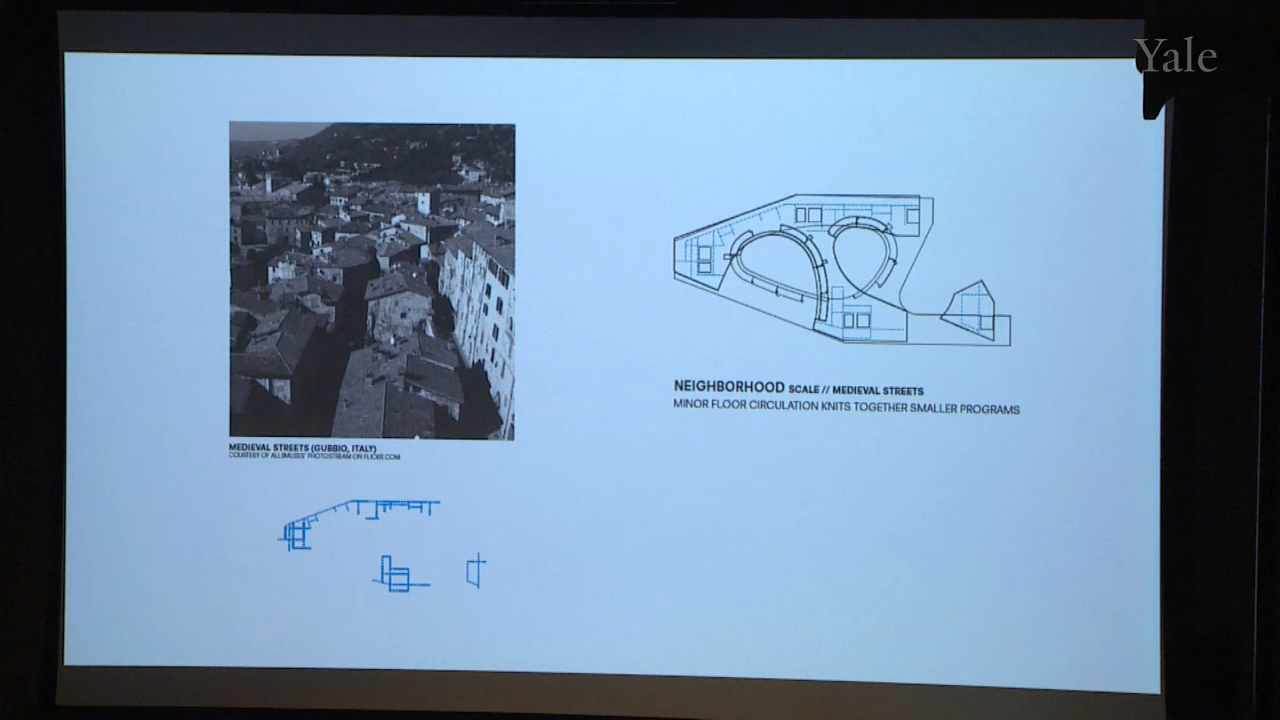 Yale
NEIGHBORHOOD SCALE // MEDIEVAL STREETS
MINOR FLOOR CIRCULATION KNITS TOGETHER SMALLER PROGRAMS
MEDIEVAL STREETS (GUBBIO, ITALY)
COURTESY OF ALLIMUSES' PHOTOSTREAM ON FLICKR.COM